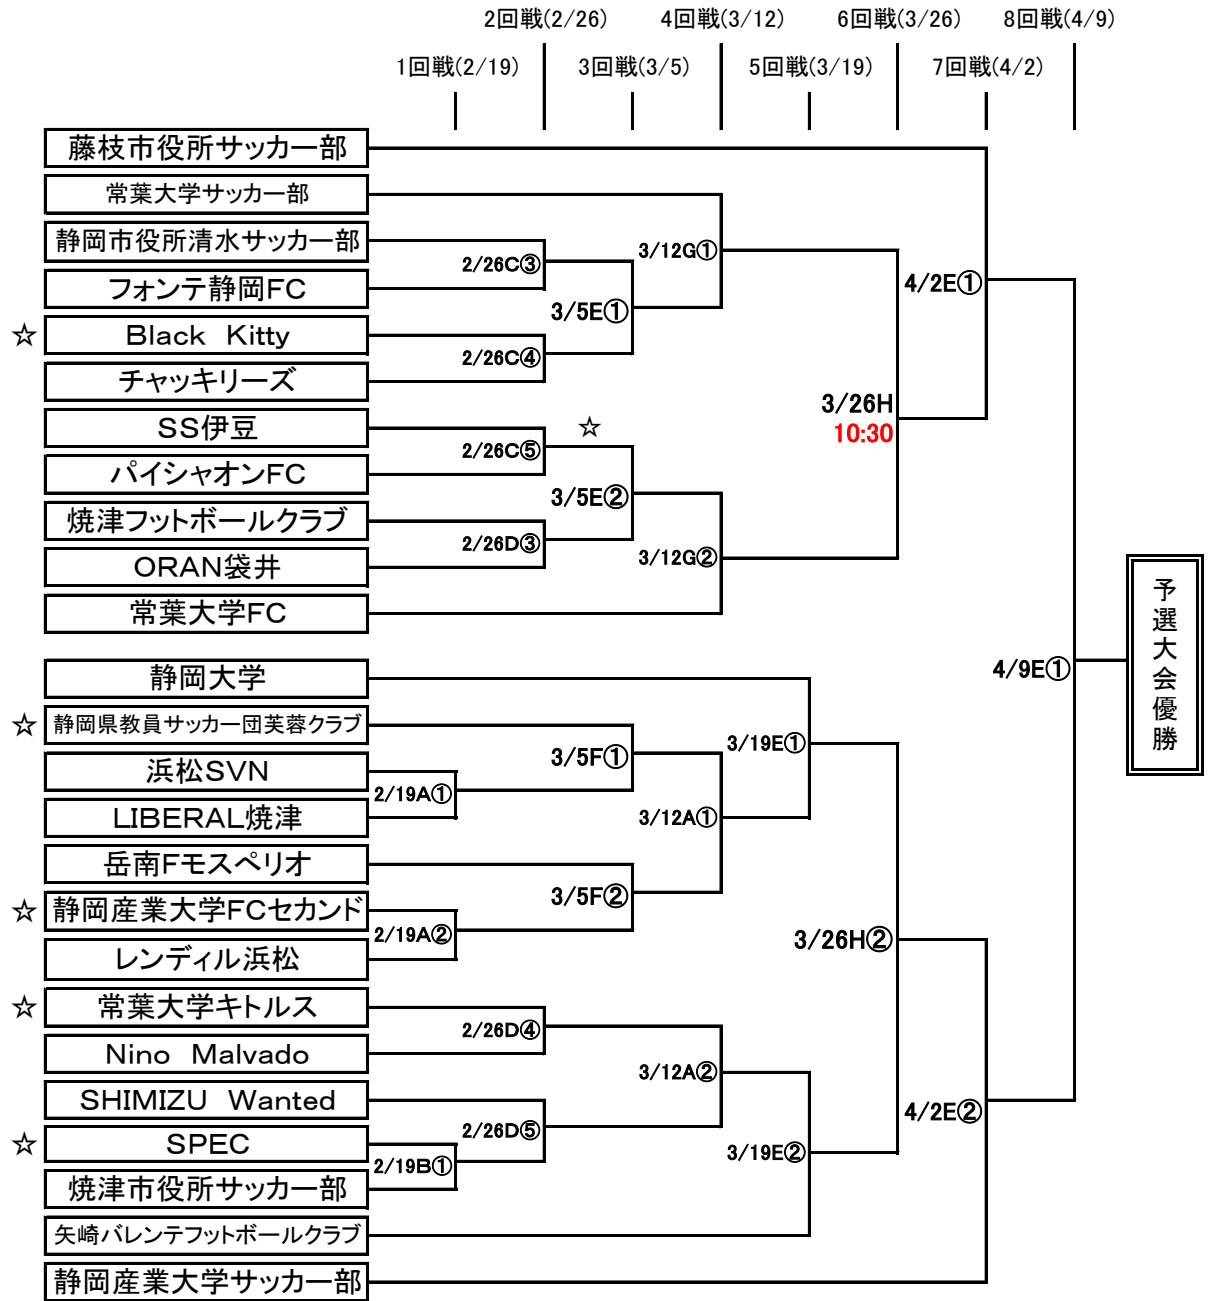 2回戦(2/26)
4回戦(3/12)
6回戦(3/26)
8回戦(4/9)
1回戦(2/19)
3回戦(3/5)
5回戦(3/19)
7回戦(4/2)
藤枝市役所サッカー部
常葉大学サッカー部
静岡市役所清水サッカー部
フォンテ静岡FC
☆
Black Kitty
チャッキリーズ
SS伊豆
パイシャオンFC
焼津フットボールクラブ
ORAN袋井
常葉大学FC
2/26C③
2/26C④
2/26C⑤
☆
2/26D③
3/5E①
3/5E②
3/12G①
3/12G②
3/26H
10:30
4/2E①
静岡大学
☆
静岡県教員サッカー団芙蓉クラブ
浜松SVN
LIBERAL焼津
岳南Fモスペリオ
☆
静岡産業大学FCセカンド
レンディル浜松
☆
常葉大学キトルス
Nino Malvado
SHIMIZU Wanted
☆
SPEC
焼津市役所サッカー部
矢崎バレンテフットボールクラブ
静岡産業大学サッカー部
2/19A①
2/19A②
2/19B①
2/26D④
2/26D⑤
3/5F①
3/5F②
3/12A①
3/12A②
3/19E①
3/19E②
3/26H②
4/2E②
4/9E①
予選大会優勝